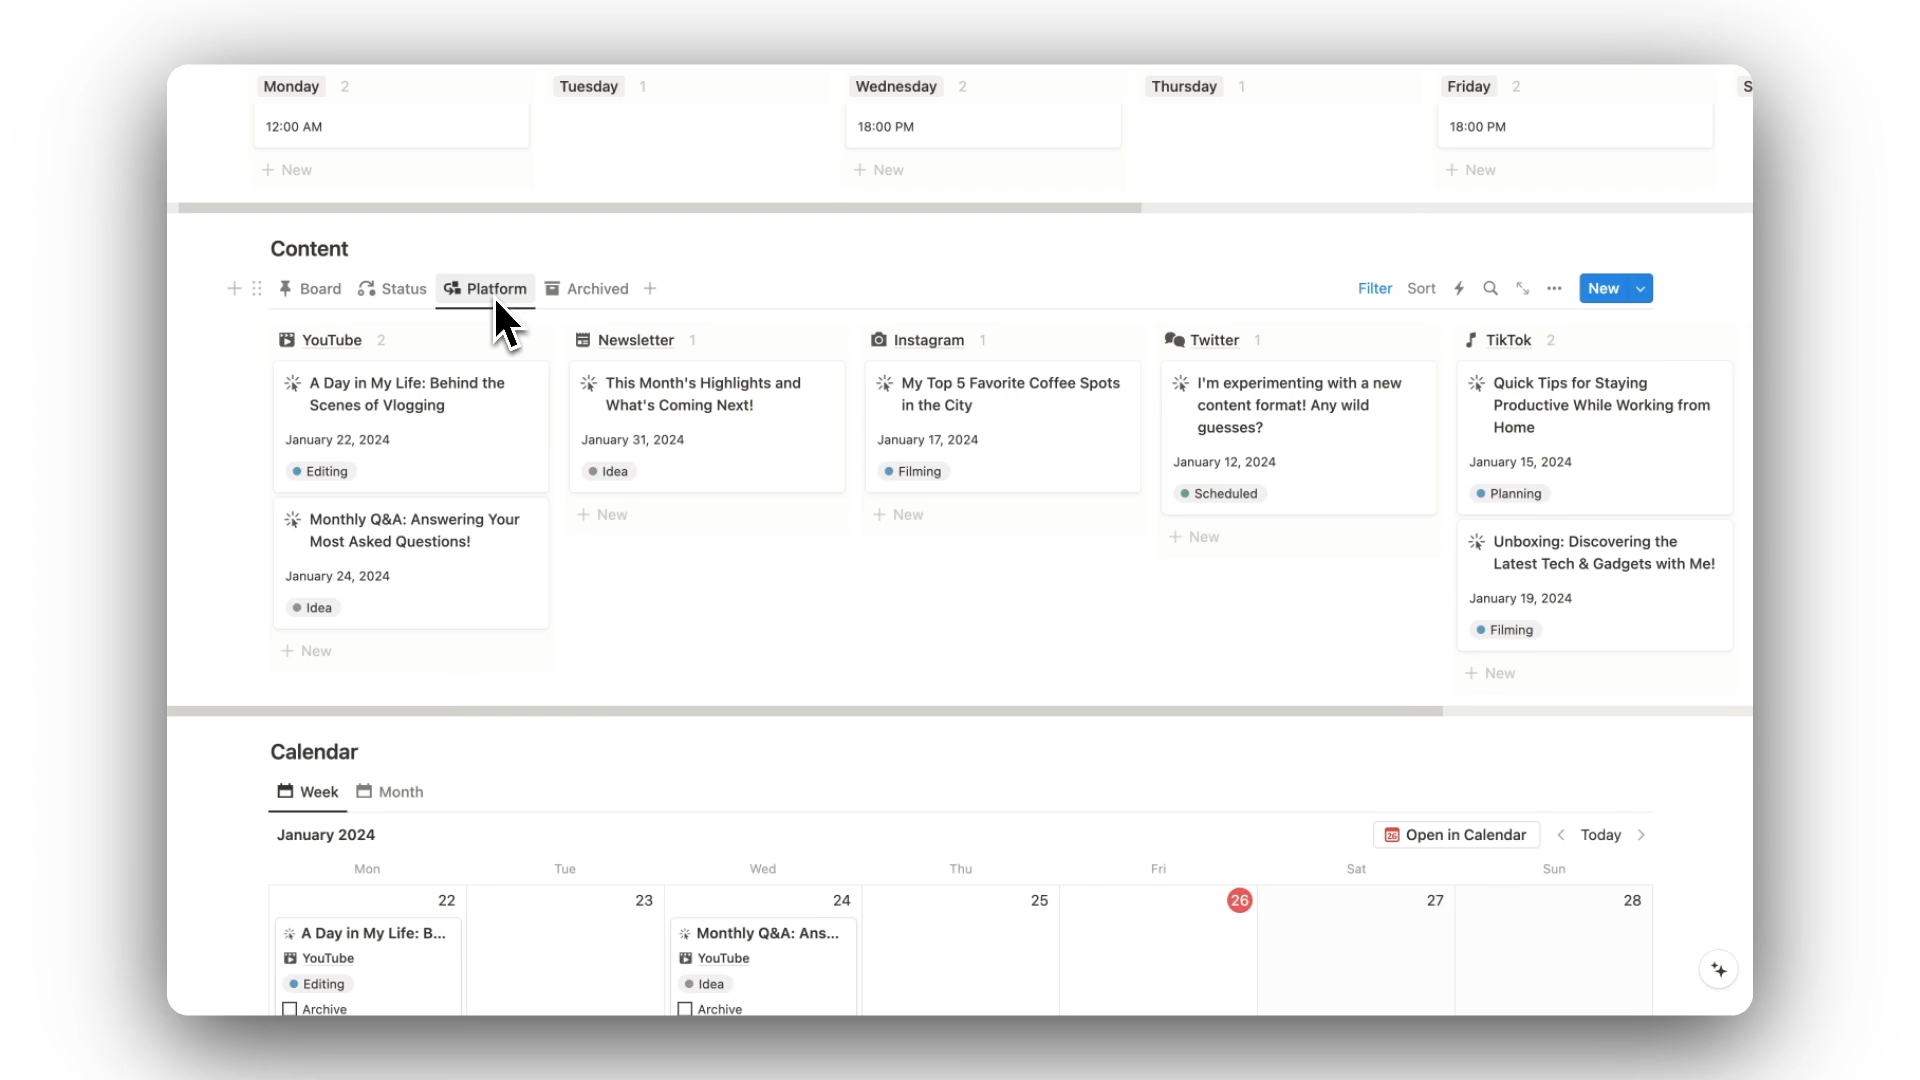 Monday 2 Tuesday 1 Wednesday 2 Thursday 1 Friday 2 S
12:00 AM 18:00 PM 18:00 PM
+ New + New + New
Content
Board Status Platform Archived + Filter Sort New
YouTube 2
A Day in My Life: Behind the
Scenes of Vlogging
January 22, 2024
Editing
Monthly Q&A: Answering Your
Most Asked Questions!
January 24, 2024
Idea
+ New
Newsletter 1
This Month's Highlights and
What's Coming Next!
January 31, 2024
Idea
+ New
Instagram 1
My Top 5 Favorite Coffee Spots
in the City
January 17, 2024
Filming
+ New
Twitter 1
I'm experimenting with a new
content format! Any wild
guesses?
January 12, 2024
Scheduled
+ New
TikTok 2
Quick Tips for Staying
Productive While Working from
Home
January 15, 2024
Planning
Unboxing: Discovering the
Latest Tech & Gadgets with Me!
January 19, 2024
Filming
+ New
Calendar
Week Month
January 2024 26 Open in Calendar Today
Mon Tue Wed Thu Fri Sat Sun
22 23 24 25 26 27 28
A Day in My Life: B...
YouTube
Editing
Archive
Monthly Q&A: Ans...
YouTube
Idea
Archive